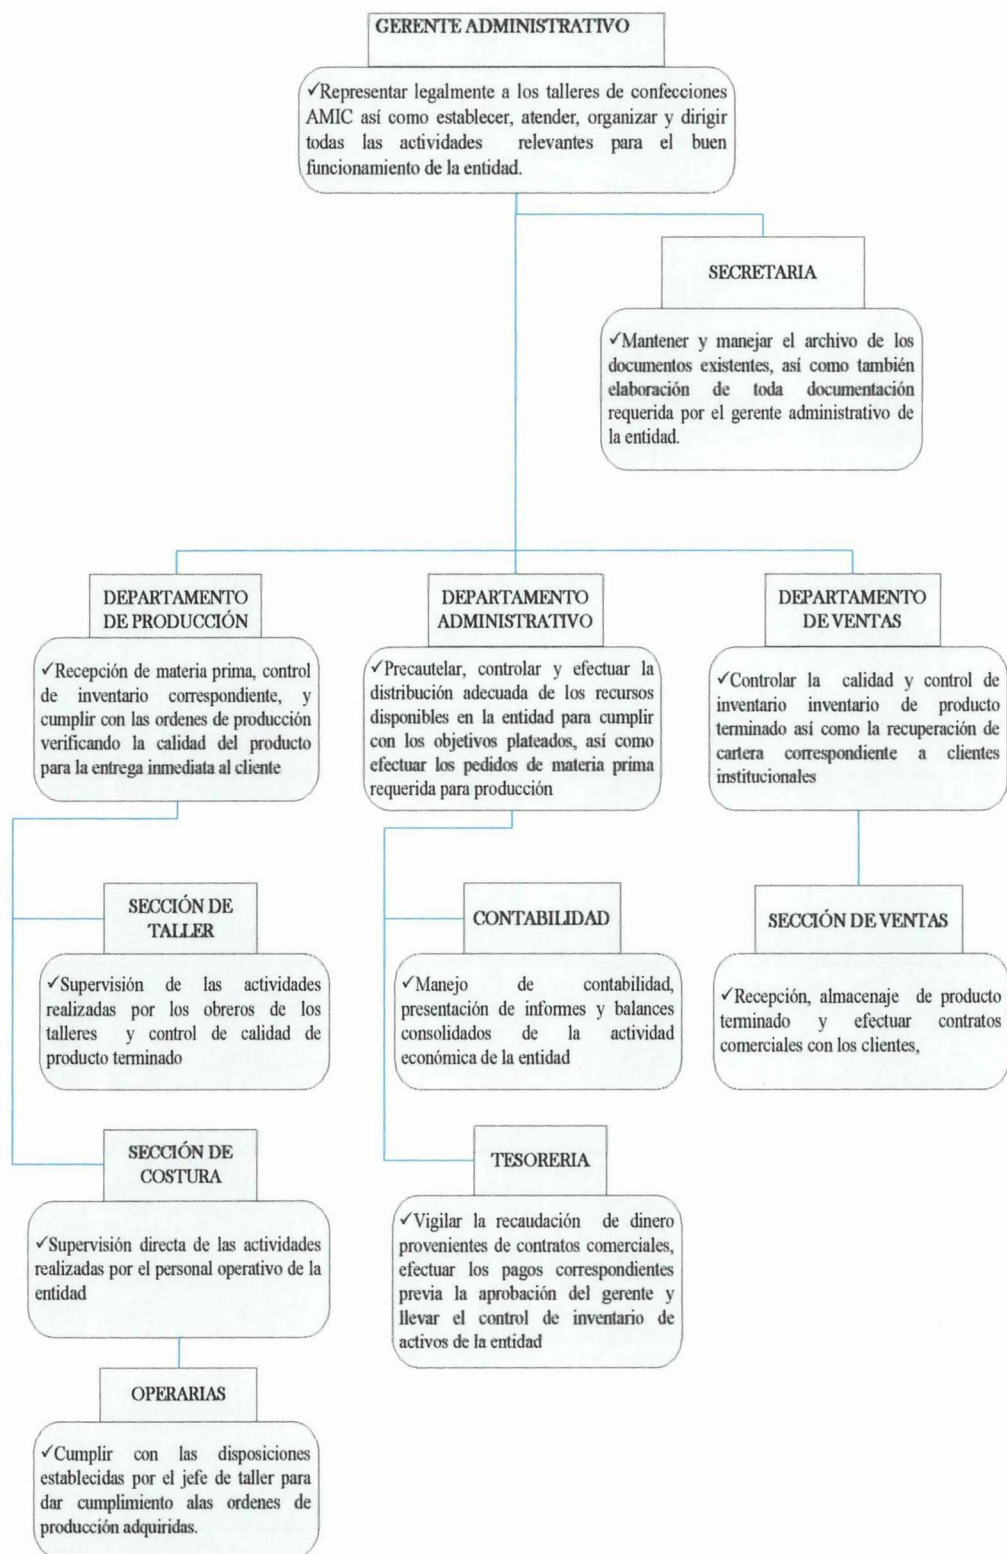 GERENTE ADMINISTRATIVO
✓Representar legalmente a los talleres de confecciones
AMIC así como establecer, atender, organizar y dirigir
todas las actividades relevantes para el buen
funcionamiento de la entidad.
SECRETARIA
✓Mantener y manejar el archivo de los
documentos existentes, así como también
elaboración de toda documentación
requerida por el gerente administrativo de
la entidad.
DEPARTAMENTO
DE PRODUCCIÓN
✓Recepción de materia prima, control
de inventario correspondiente, y
cumplir con las ordenes de producción
verificando la calidad del producto
para la entrega inmediata al cliente
DEPARTAMENTO
ADMINISTRATIVO
✓Precautelar, controlar y efectuar la
distribución adecuada de los recursos
disponibles en la entidad para cumplir
con los objetivos plateados, así como
efectuar los pedidos de materia prima
requerida para producción
DEPARTAMENTO
DE VENTAS
✓Controlar la calidad y control de
inventario inventario de producto
terminado así como la recuperación de
cartera correspondiente a clientes
institucionales
SECCIÓN DE
TALLER
✓Supervisión de las actividades
realizadas por los obreros de los
talleres y control de calidad de
producto terminado
CONTABILIDAD
✓Manejo de contabilidad,
presentación de informes y balances
consolidados de la actividad
económica de la entidad
SECCIÓN DE VENTAS
✓Recepción, almacenaje de producto
terminado y efectuar contratos
comerciales con los clientes,
SECCIÓN DE
COSTURA
✓Supervisión directa de las actividades
realizadas por el personal operativo de la
entidad
TESORERIA
✓Vigilar la recaudación de dinero
provenientes de contratos comerciales,
efectuar los pagos correspondientes
previa la aprobación del gerente y
llevar el control de inventario de
activos de la entidad
OPERARIAS
✓Cumplir con las disposiciones
establecidas por el jefe de taller para
dar cumplimiento alas ordenes de
producción adquiridas.